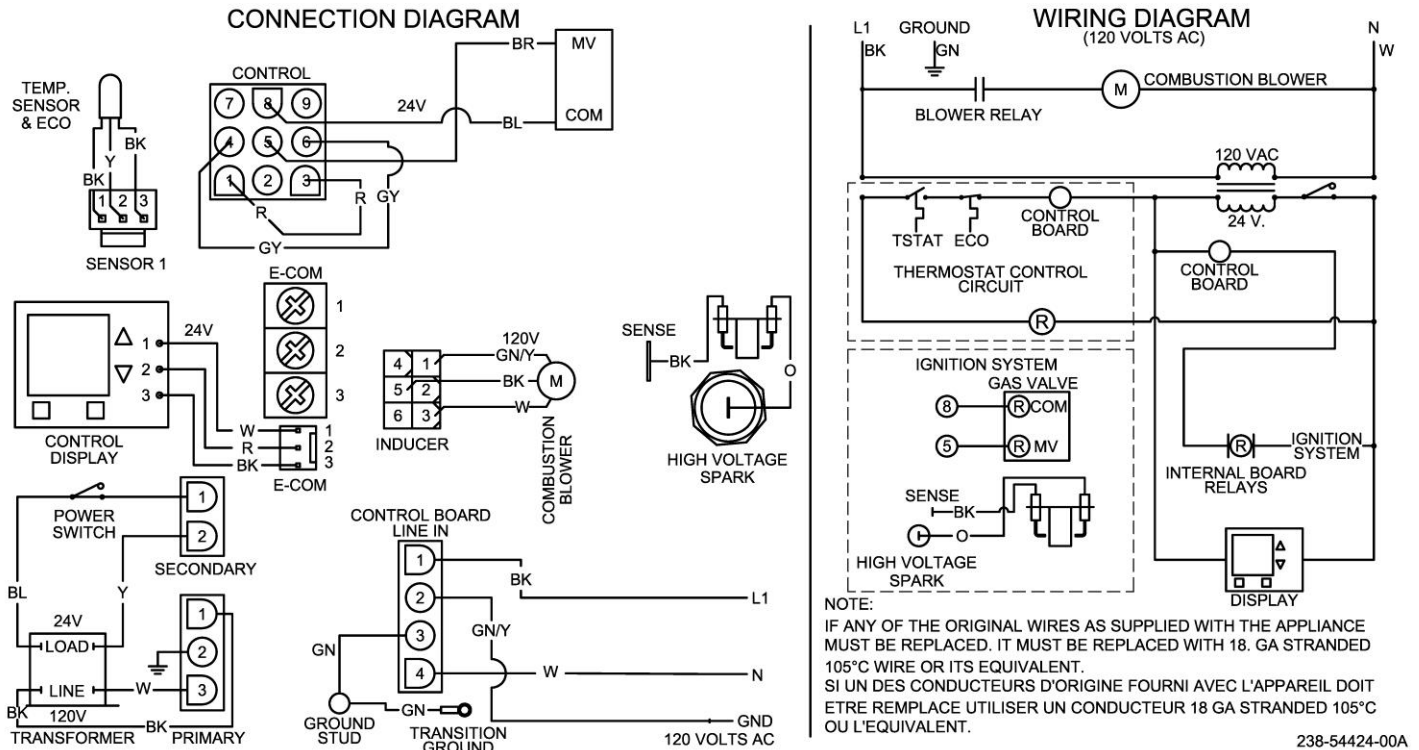 CONNECTION DIAGRAM
BR
MV
COM
BL
24V
TEMP.
SENSOR
& ECO
BK
Y
BK
1 2 3
SENSOR 1
CONTROL
7 8 9
4 5 6
1 2 3
R
R
GY
GY
E-COM
1
2
3
24V
1
2
3
CONTROL
DISPLAY
W
R
BK
1
2
3
E-COM
4 1
5 2
6 3
INDUCER
120V
GN/Y
BK
W
M
COMBUSTION
BLOWER
SENSE
BK
O
HIGH VOLTAGE
SPARK
POWER
SWITCH
1
2
SECONDARY
BL
Y
24V
LOAD
LINE
120V
BK
TRANSFORMER
W
BK
1
2
3
PRIMARY
CONTROL BOARD
LINE IN
1
2
3
4
BK
L1
GN/Y
GN
W
N
GN
GROUND
STUD
TRANSITION
GROUND
GND
120 VOLTS AC
WIRING DIAGRAM
(120 VOLTS AC)
L1
BK
GROUND
GN
N
W
BLOWER RELAY
M
COMBUSTION BLOWER
120 VAC
24 V.
TSTAT
ECO
CONTROL
BOARD
THERMOSTAT CONTROL
CIRCUIT
R
CONTROL
BOARD
IGNITION SYSTEM
GAS VALVE
8
R COM
5
R MV
SENSE
BK
O
HIGH VOLTAGE
SPARK
R
IGNITION
SYSTEM
INTERNAL BOARD
RELAYS
DISPLAY
NOTE:
IF ANY OF THE ORIGINAL WIRES AS SUPPLIED WITH THE APPLIANCE
MUST BE REPLACED. IT MUST BE REPLACED WITH 18. GA STRANDED
105°C WIRE OR ITS EQUIVALENT.
SI UN DES CONDUCTEURS D'ORIGINE FOURNI AVEC L'APPAREIL DOIT
ETRE REMPLACE UTILISER UN CONDUCTEUR 18 GA STRANDED 105°C
OU L'EQUIVALENT.
238-54424-00A